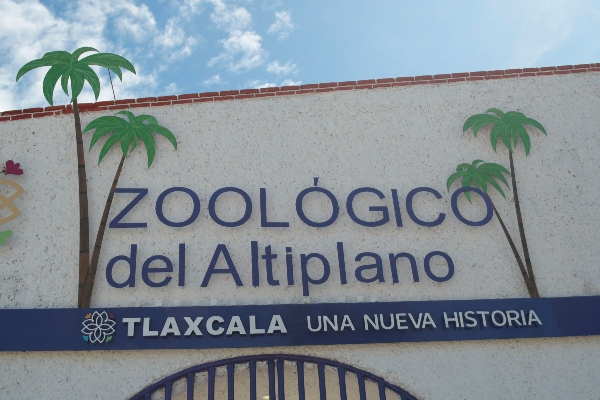 ZOOLÓGICO
del Altiplano
TLAXCALA UNA NUEVA HISTORIA